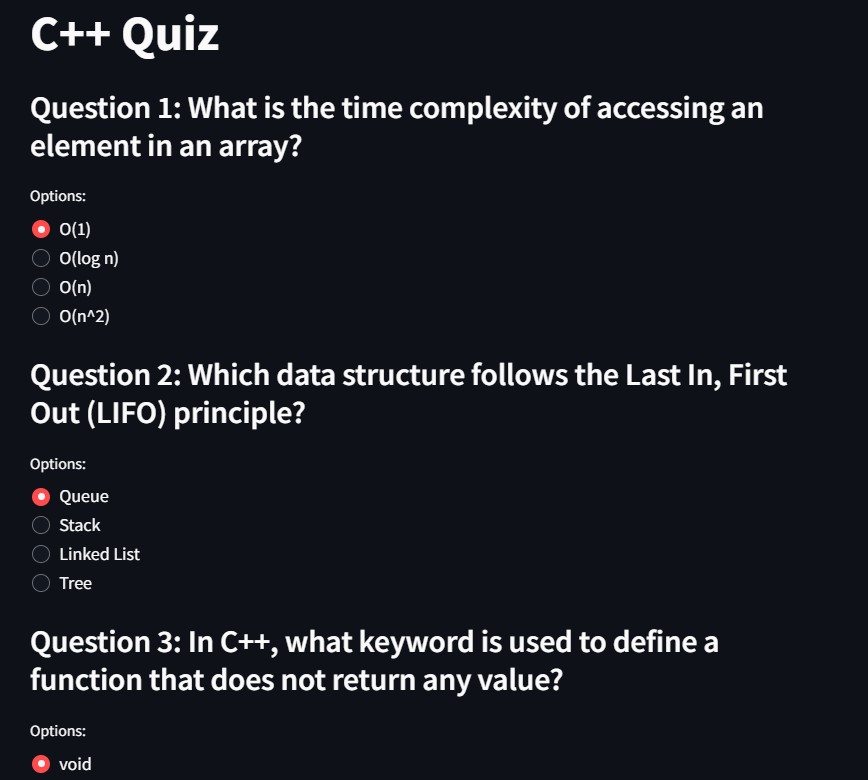 C++ Quiz
Question 1: What is the time complexity of accessing an
element in an array?
Options:
O(1)
O(log n)
O(n)
O(n^2)
Question 2: Which data structure follows the Last In, First
Out (LIFO) principle?
Options:
Queue
Stack
Linked List
Tree
Question 3: In C++, what keyword is used to define a
function that does not return any value?
Options:
void